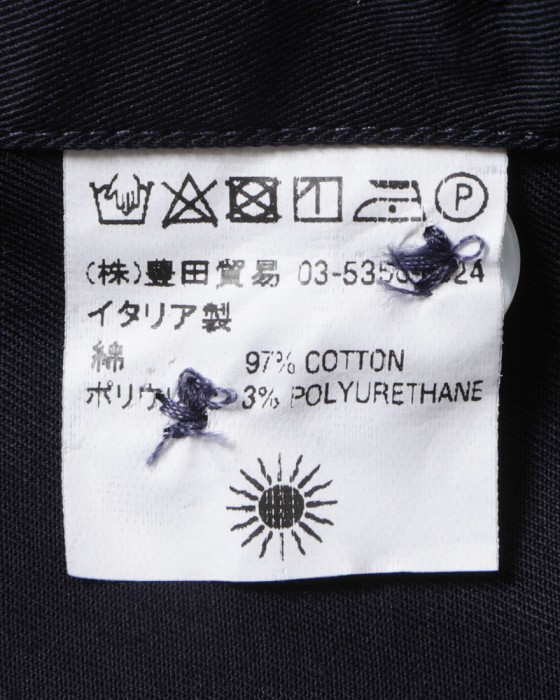 P
(株)豊田貿易 03-535
イタリア製
綿 97% COTTON
ポリウ 3% POLYURETHANE